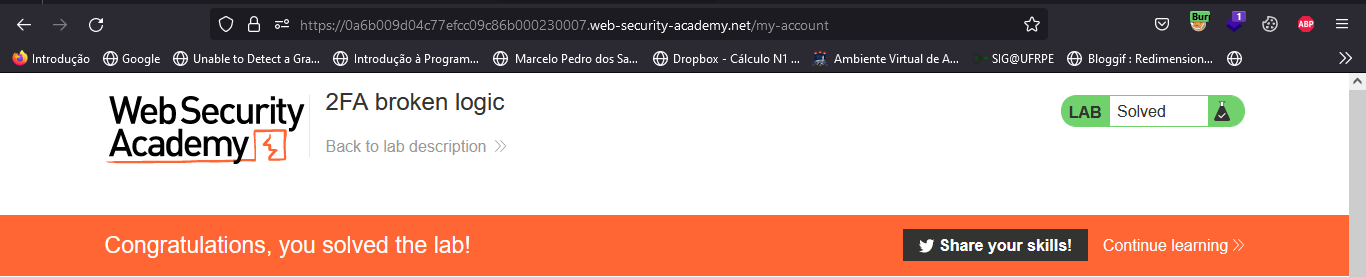 https://0a6b009d04c77efcc09c86b000230007.web-security-academy.net/my-account
Burr 1 ABP
Introdução Google Unable to Detect a Gra... Introdução à Program... Marcelo Pedro dos Sa... Dropbox - Cálculo N1 ... Ambiente Virtual de A... SIG@UFRPE Bloggif : Redimension...
Web Security
Academy
2FA broken logic
Back to lab description
LAB Solved
Congratulations, you solved the lab!
Share your skills!
Continue learning